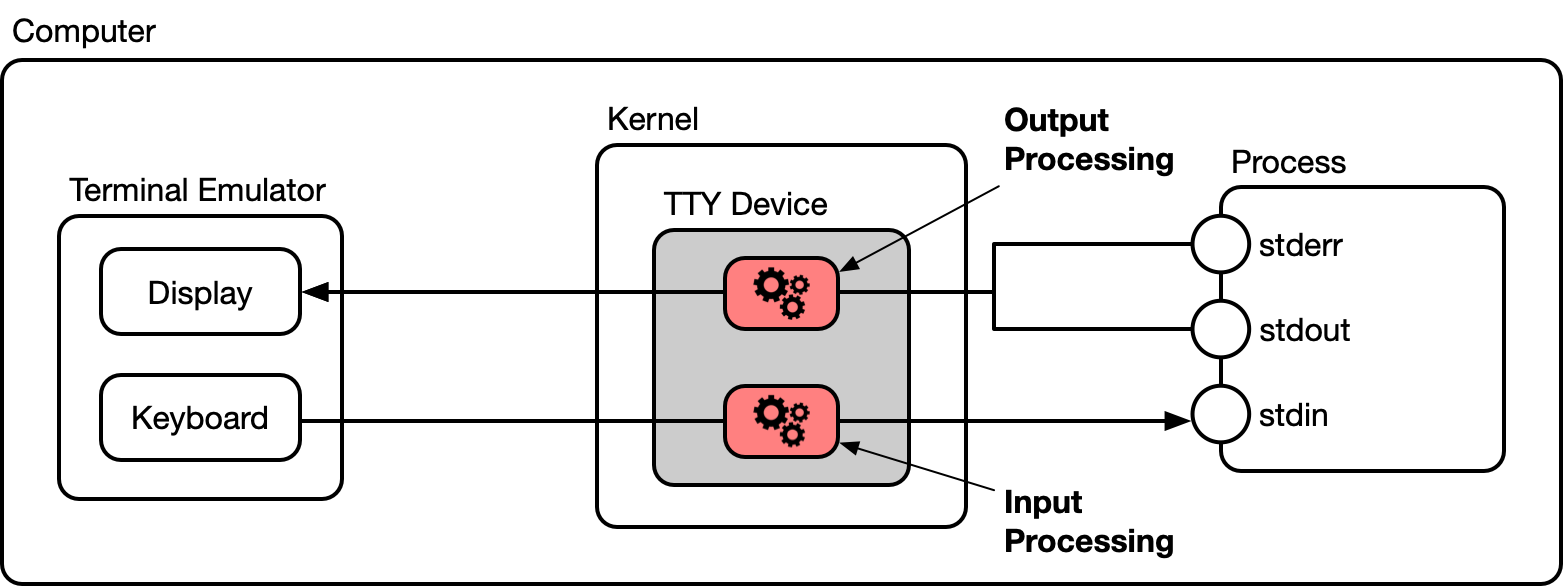 Computer
Kernel
Output
Processing
Process
Terminal Emulator
TTY Device
stderr
Display
stdout
Keyboard
stdin
Input
Processing